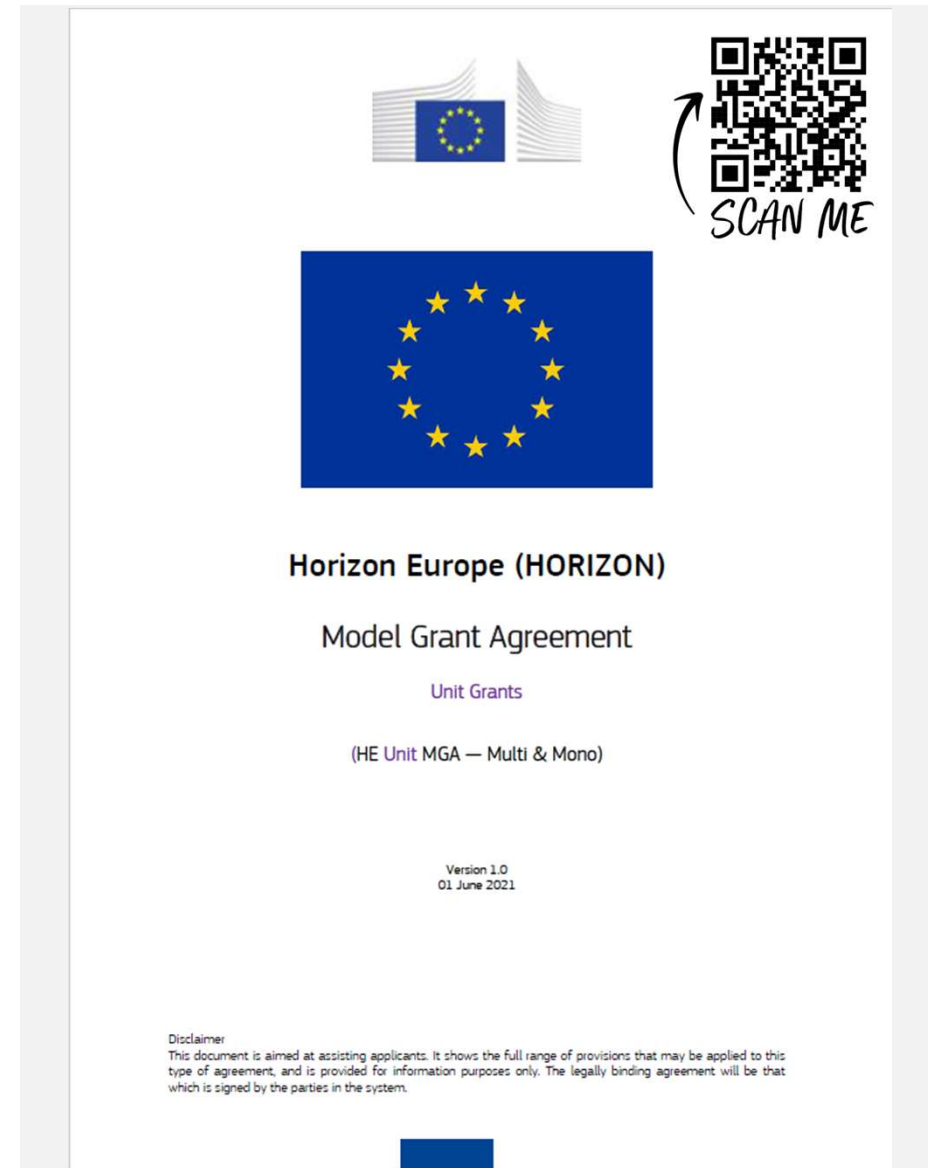 SCAN ME
Horizon Europe (HORIZON)
Model Grant Agreement
Unit Grants
(HE Unit MGA — Multi & Mono)
Version 1.0
01 June 2021
Disclaimer
This document is aimed at assisting applicants. It shows the full range of provisions that may be applied to this
type of agreement, and is provided for information purposes only. The legally binding agreement will be that
which is signed by the parties in the system.